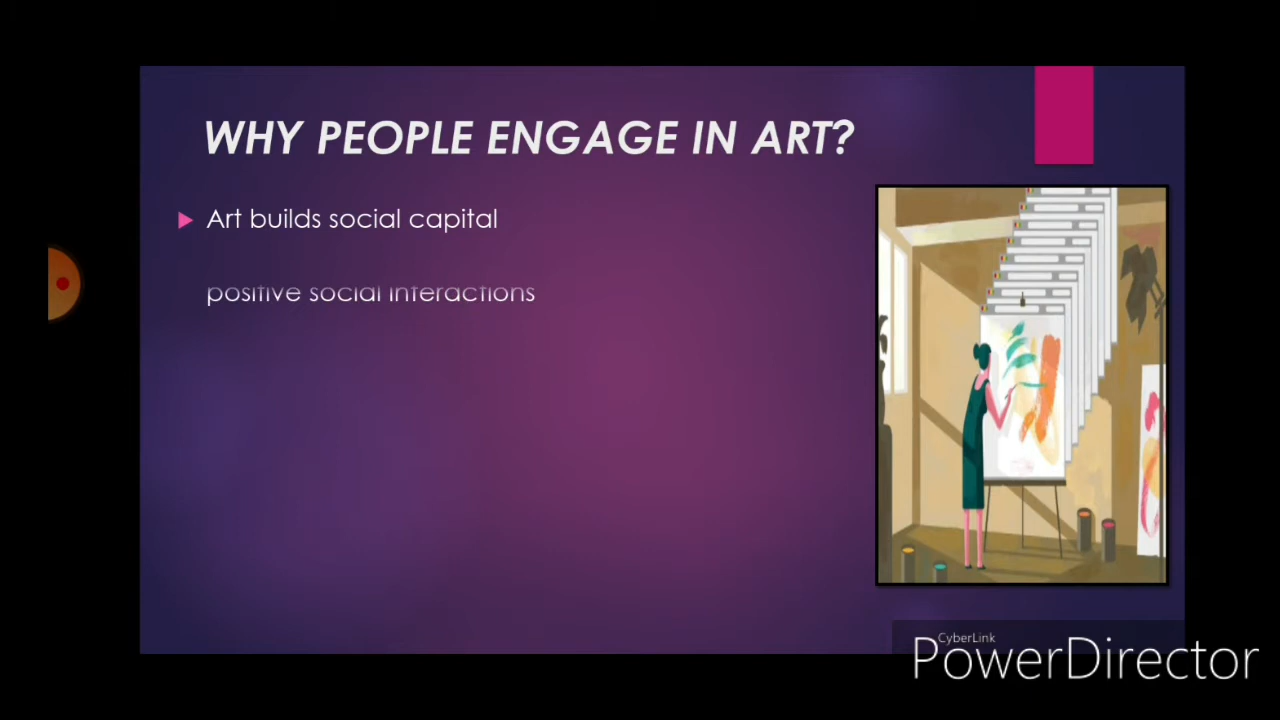 WHY PEOPLE ENGAGE IN ART?
Art builds social capital
positive social interactions
CyberLink
PowerDirector